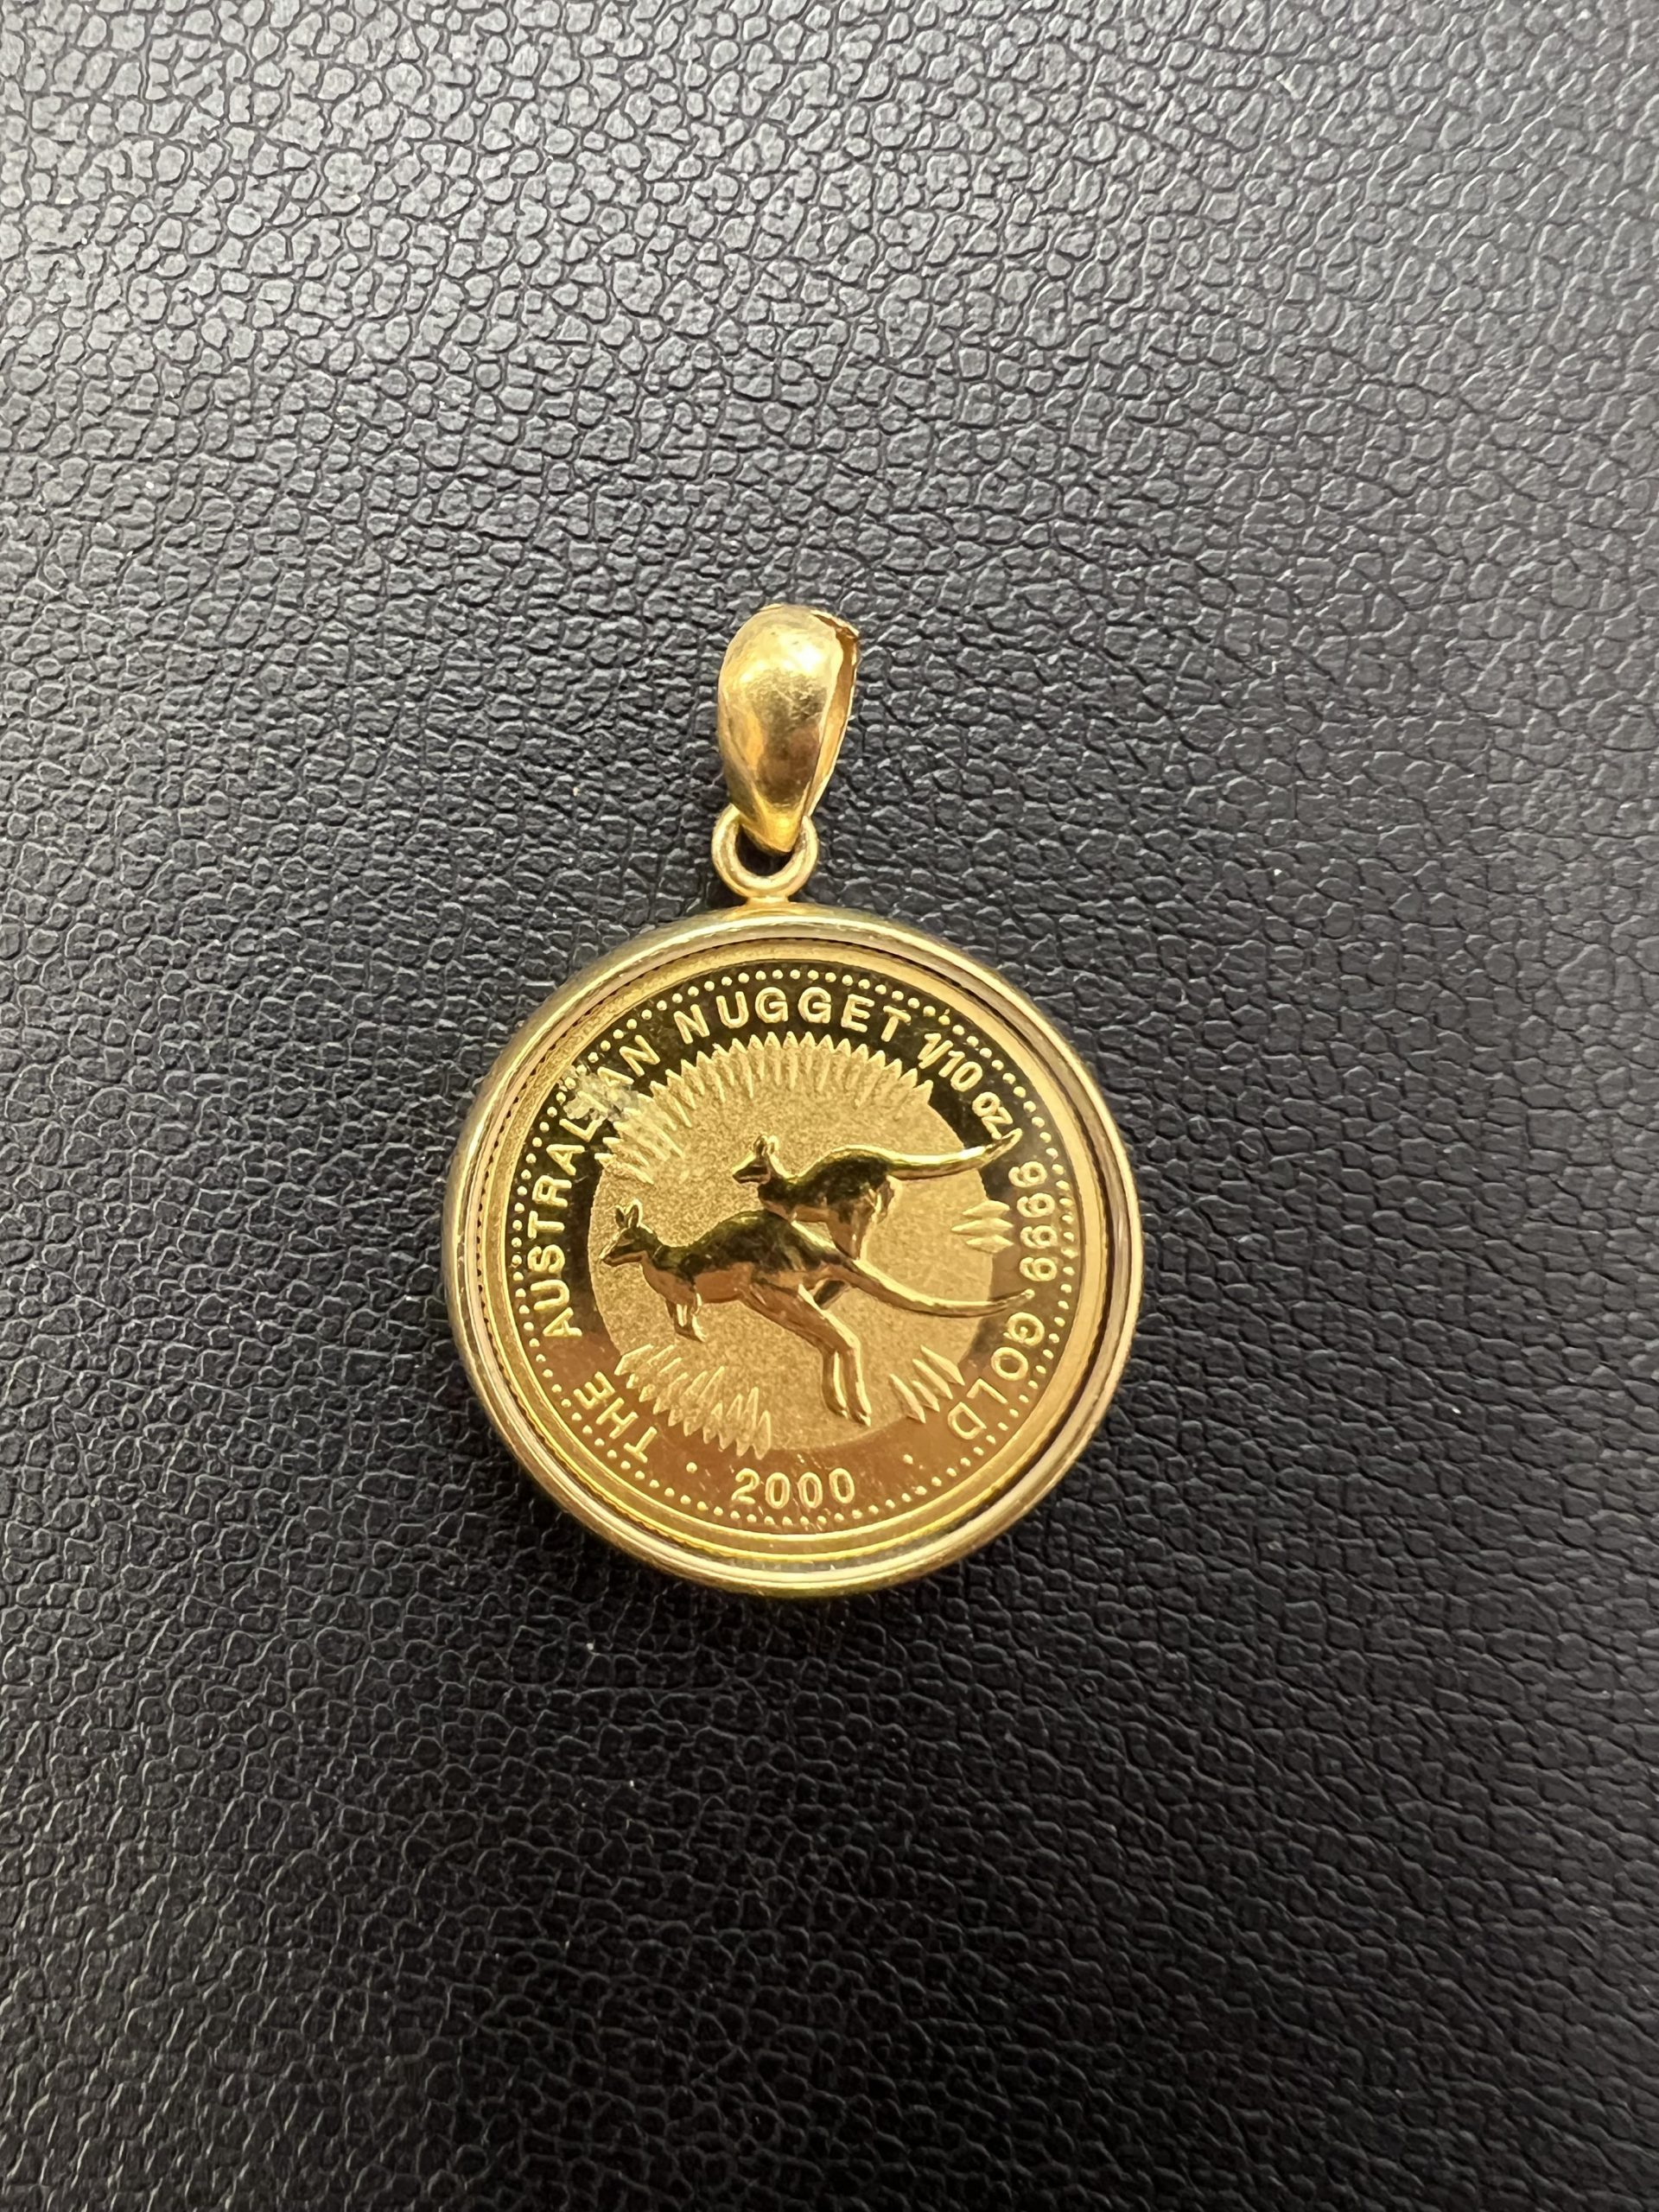 THE AUSTRALIAN NUGGET 1/10 oz. 9999 GOLD
· 2000 ·